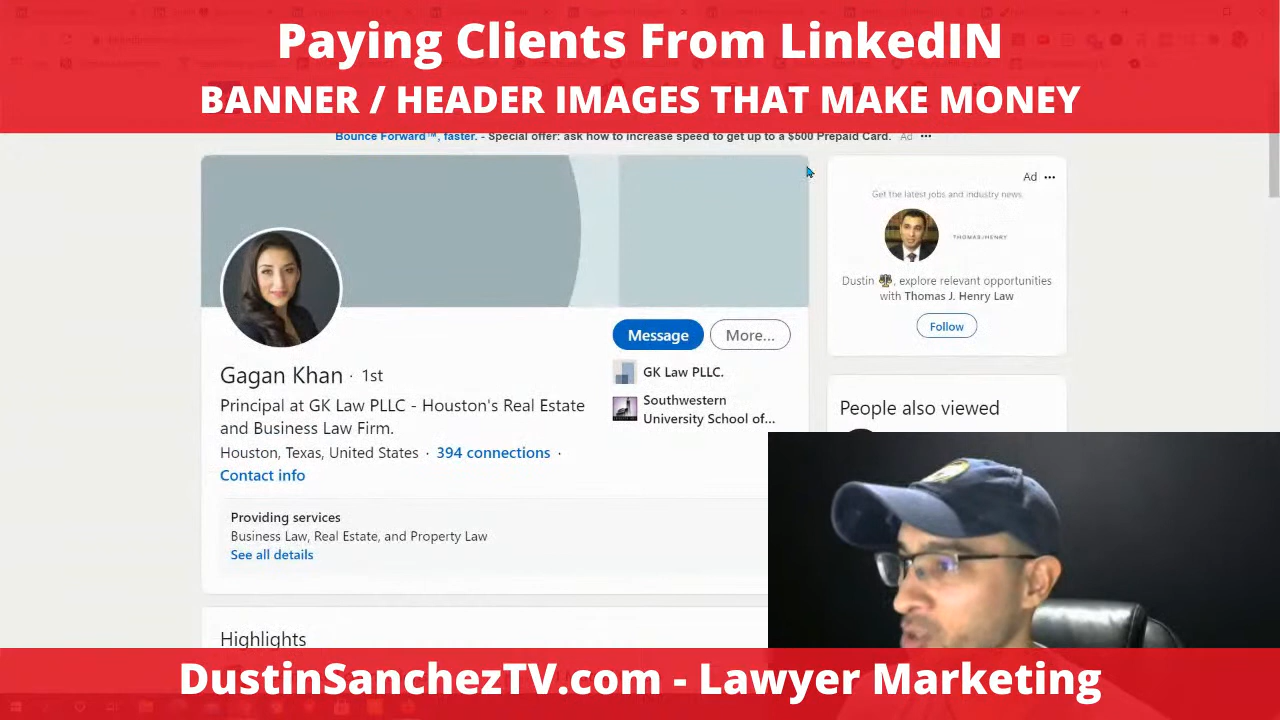 Paying Clients From LinkedIN
BANNER / HEADER IMAGES THAT MAKE MONEY
Bounce Forward™, faster. - Special offer: ask how to increase speed to get up to a $500 Prepaid Card. Ad •••
Ad •••
Get the latest jobs and industry news
THOMAS J HENRY
Dustin , explore relevant opportunities
with Thomas J. Henry Law
Follow
Message
More...
Gagan Khan · 1st
GK Law PLLC.
Principal at GK Law PLLC - Houston's Real Estate
and Business Law Firm.
Southwestern
University School of...
People also viewed
Houston, Texas, United States · 394 connections ·
Contact info
Providing services
Business Law, Real Estate, and Property Law
See all details
Highlights
DustinSanchezTV.com - Lawyer Marketing